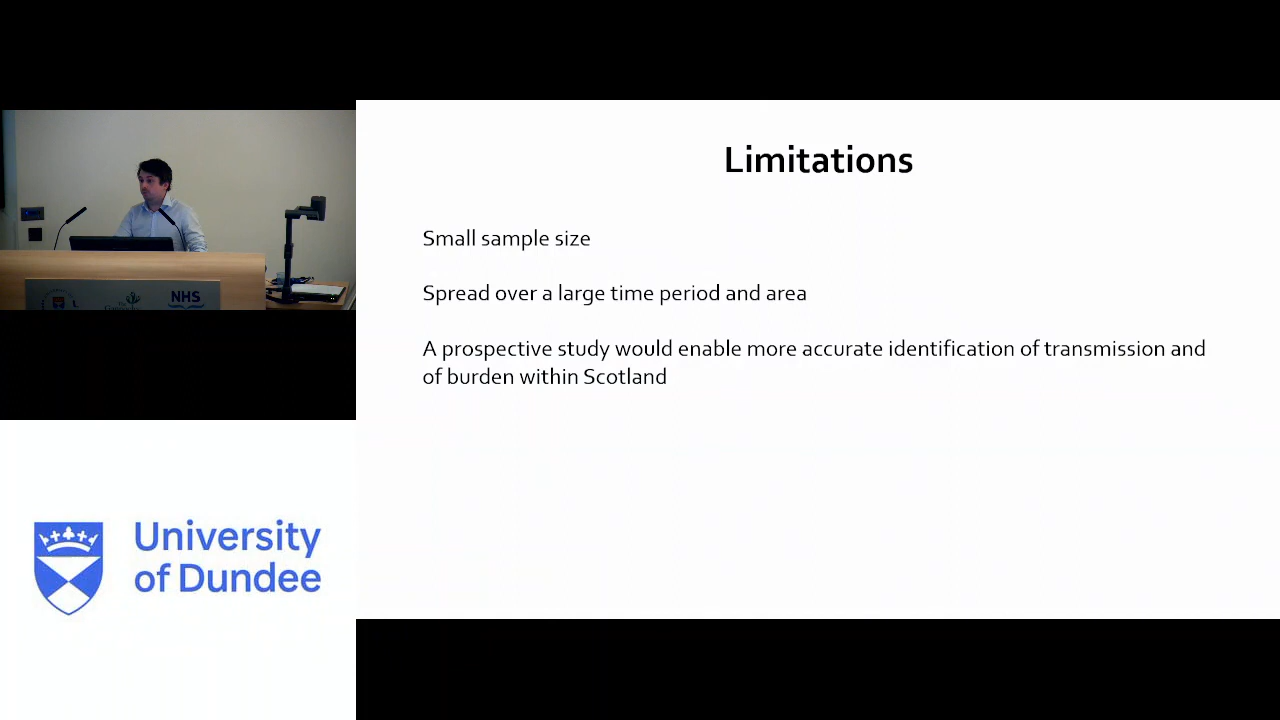 Limitations
Small sample size
Spread over a large time period and area
A prospective study would enable more accurate identification of transmission and
of burden within Scotland
NHS
University
of Dundee